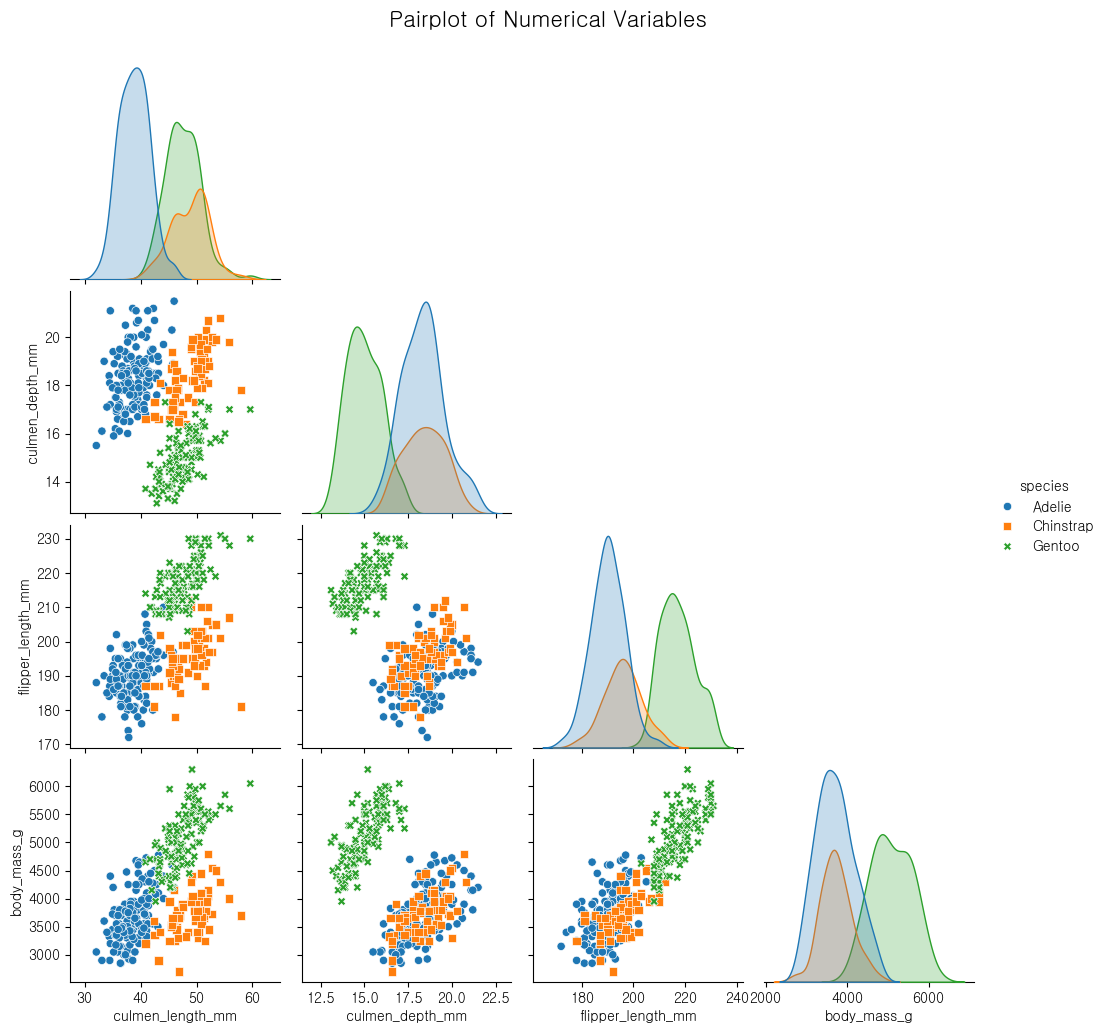 Pairplot of Numerical Variables
culmen_depth_mm
20
18
16
14
species
Adelie
Chinstrap
Gentoo
flipper_length_mm
230
220
210
200
190
180
170
body_mass_g
6000
5500
5000
4500
4000
3500
3000
30 40 50 60
12.5 15.0 17.5 20.0 22.5
180 200 220 240
2000 4000 6000
culmen_length_mm
culmen_depth_mm
flipper_length_mm
body_mass_g